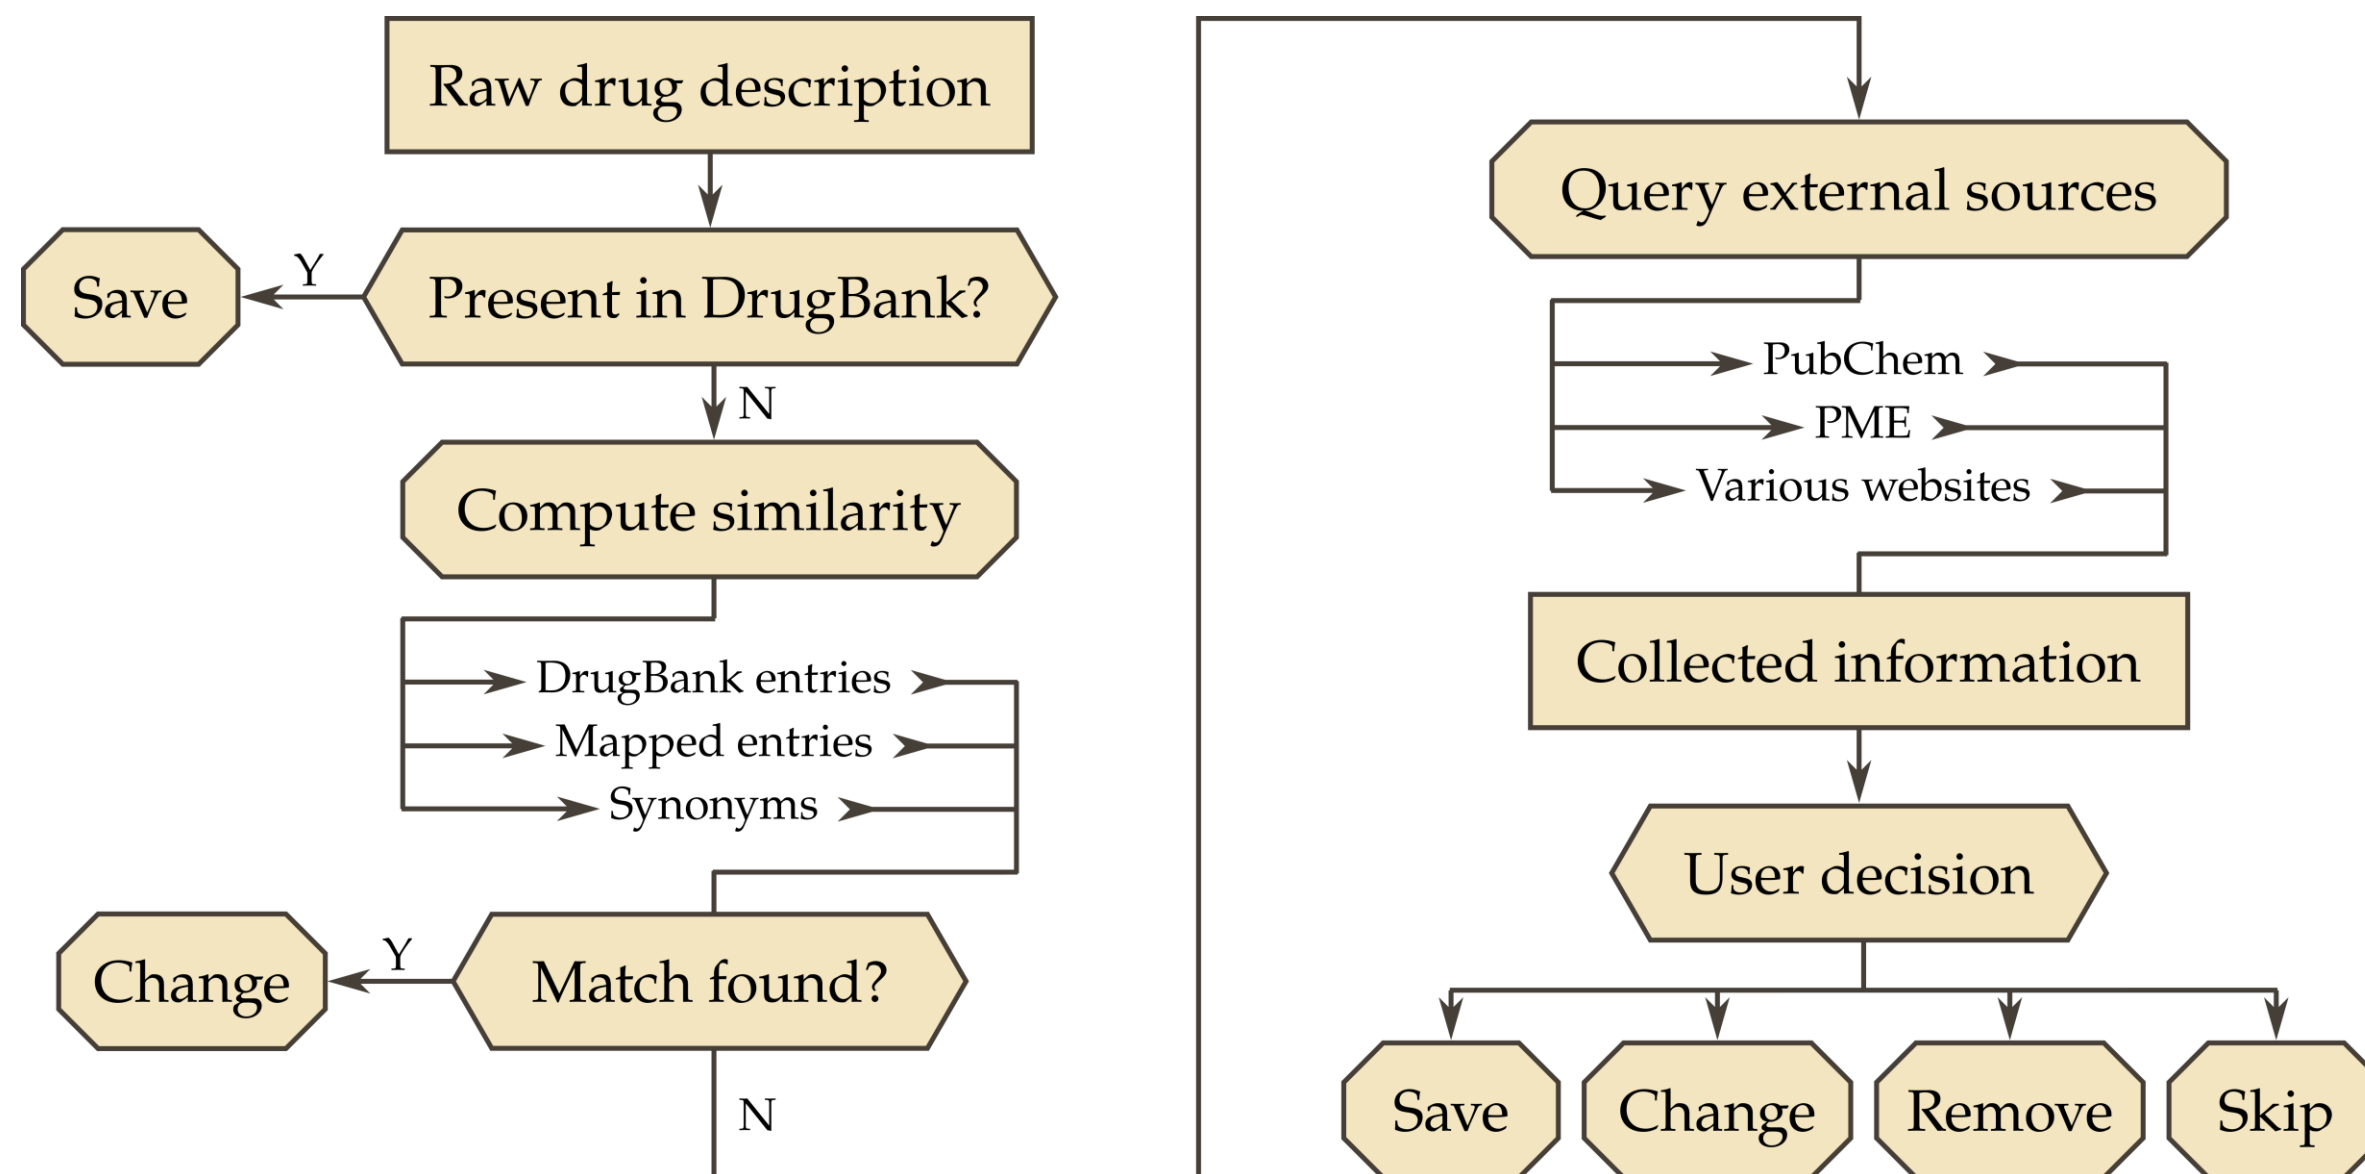 Raw drug description
Present in DrugBank?
Y
Save
N
Compute similarity
DrugBank entries
Mapped entries
Synonyms
Match found?
Y
Change
N
Query external sources
PubChem
PME
Various websites
Collected information
User decision
Save
Change
Remove
Skip